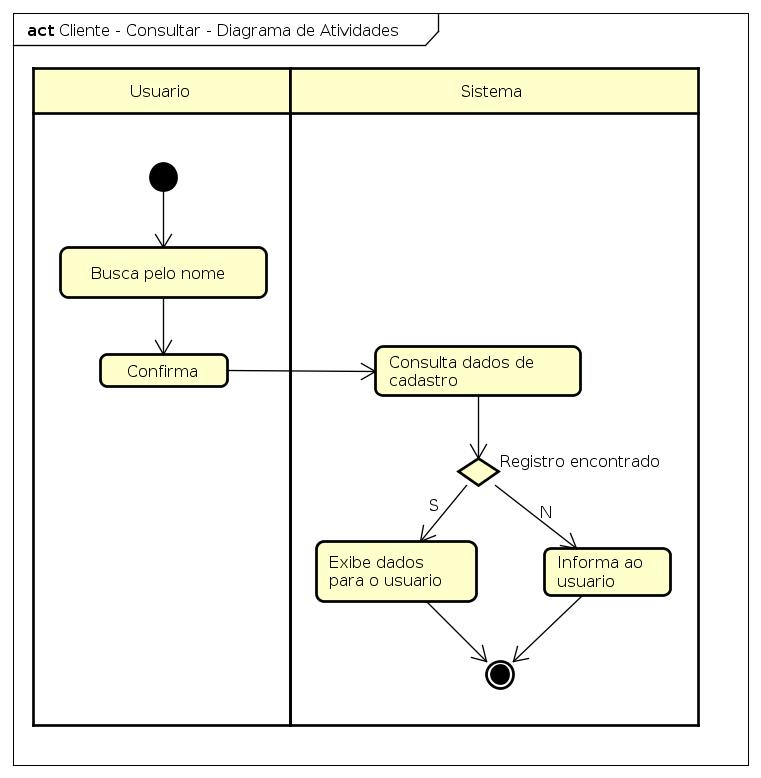 act Cliente - Consultar - Diagrama de Atividades
Usuario
Sistema
Busca pelo nome
Confirma
Consulta dados de
cadastro
Registro encontrado
S
N
Exibe dados
para o usuario
Informa ao
usuario